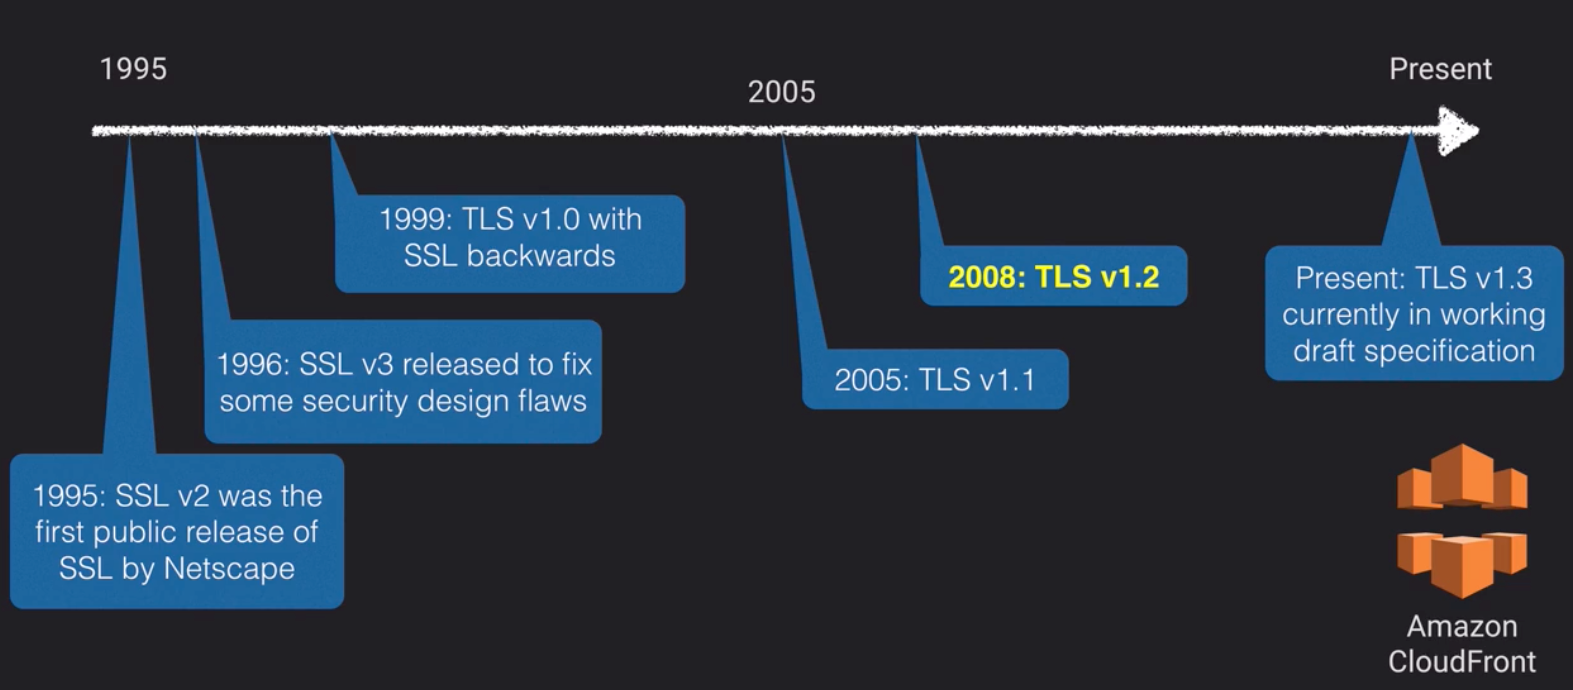 1995
2005
Present
1999: TLS v1.0 with
SSL backwards
2008: TLS v1.2
Present: TLS v1.3
currently in working
draft specification
1996: SSL v3 released to fix
some security design flaws
2005: TLS v1.1
1995: SSL v2 was the
first public release of
SSL by Netscape
Amazon
CloudFront